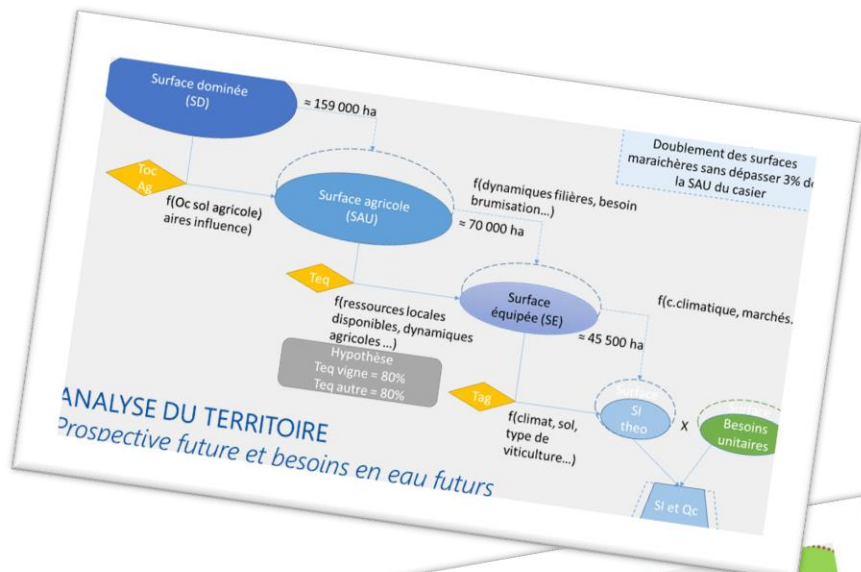 Surface dominée
(SD)
≈ 159 000 ha
Doublement des surfaces
maraichères sans dépasser 3% de
la SAU du casier
Toc
Ag
f(Oc sol agricole)
aires influence)
Surface agricole
(SAU)
f(dynamiques filières, besoin
brumisation...)
≈ 70 000 ha
Teq
f(ressources locales
disponibles, dynamiques
agricoles ...)
Surface
équipée (SE)
f(c.climatique, marchés.
≈ 45 500 ha
Hypothèse
Teq vigne = 80%
Teq autre = 80%
Tag
f(climat, sol,
type de
viticulture...)
Surface
SI
theo
X
Surface
Besoins
unitaires
SI et Qc
ANALYSE DU TERRITOIRE
Prospective future et besoins en eau futurs